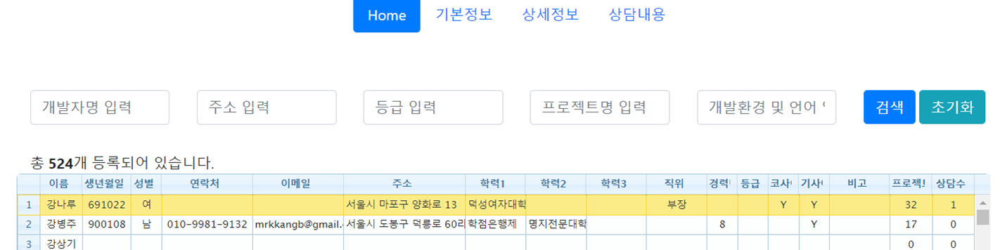 Home 기본정보 상세정보 상담내용
개발자명 입력 주소 입력 등급 입력 프로젝트명 입력 개발환경 및 언어 검색 초기화
총 524개 등록되어 있습니다.
이름 생년월일 성별 연락처 이메일 주소 학력1 학력2 학력3 직위 경력 등급 코사 기사 비고 프로젝트 상담수
1 강나루 691022 여 서울시 마포구 양화로 13 덕성여자대학 부장 Y Y 32 1
2 강병주 900108 남 010-9981-9132 mrkkangb@gmail. 서울시 도봉구 덕릉로 60 학점은행제 명지전문대학 8 Y 17 0
3 강상기 0 0